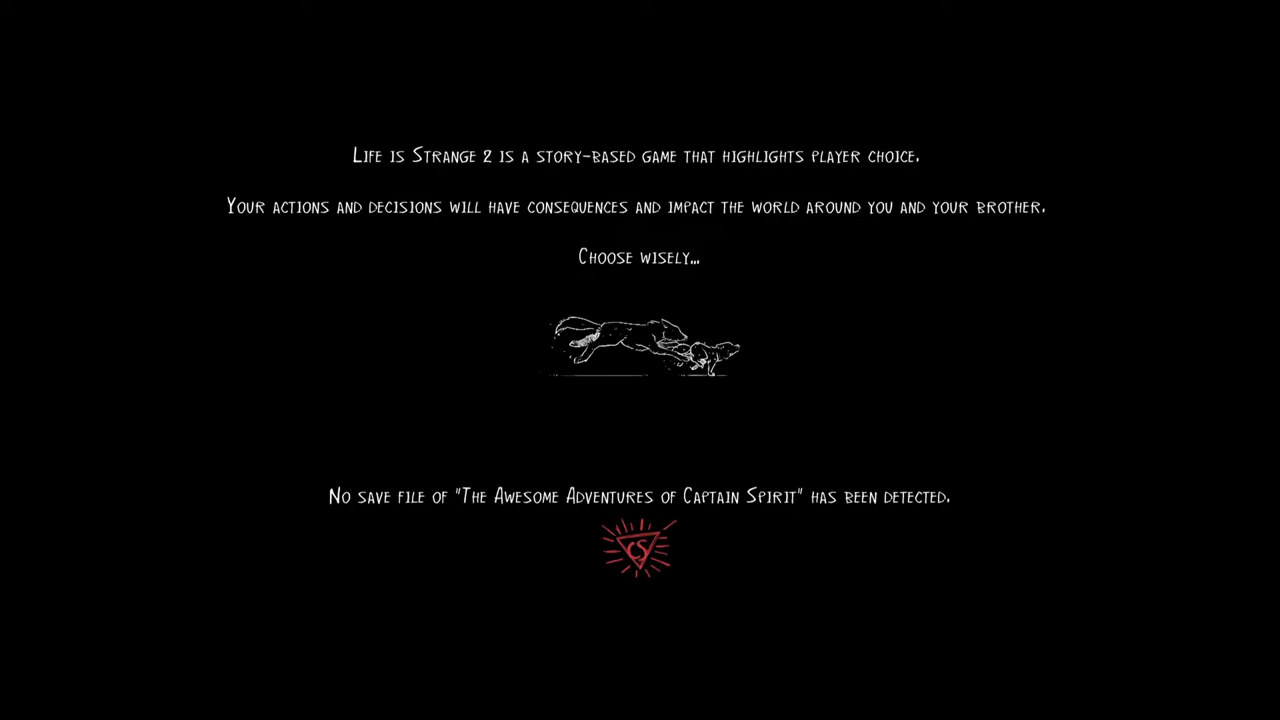 Life is Strange 2 is a story-based game that highlights player choice.
Your actions and decisions will have consequences and impact the world around you and your brother.
Choose wisely...
No save file of "The Awesome Adventures of Captain Spirit" has been detected.
CS